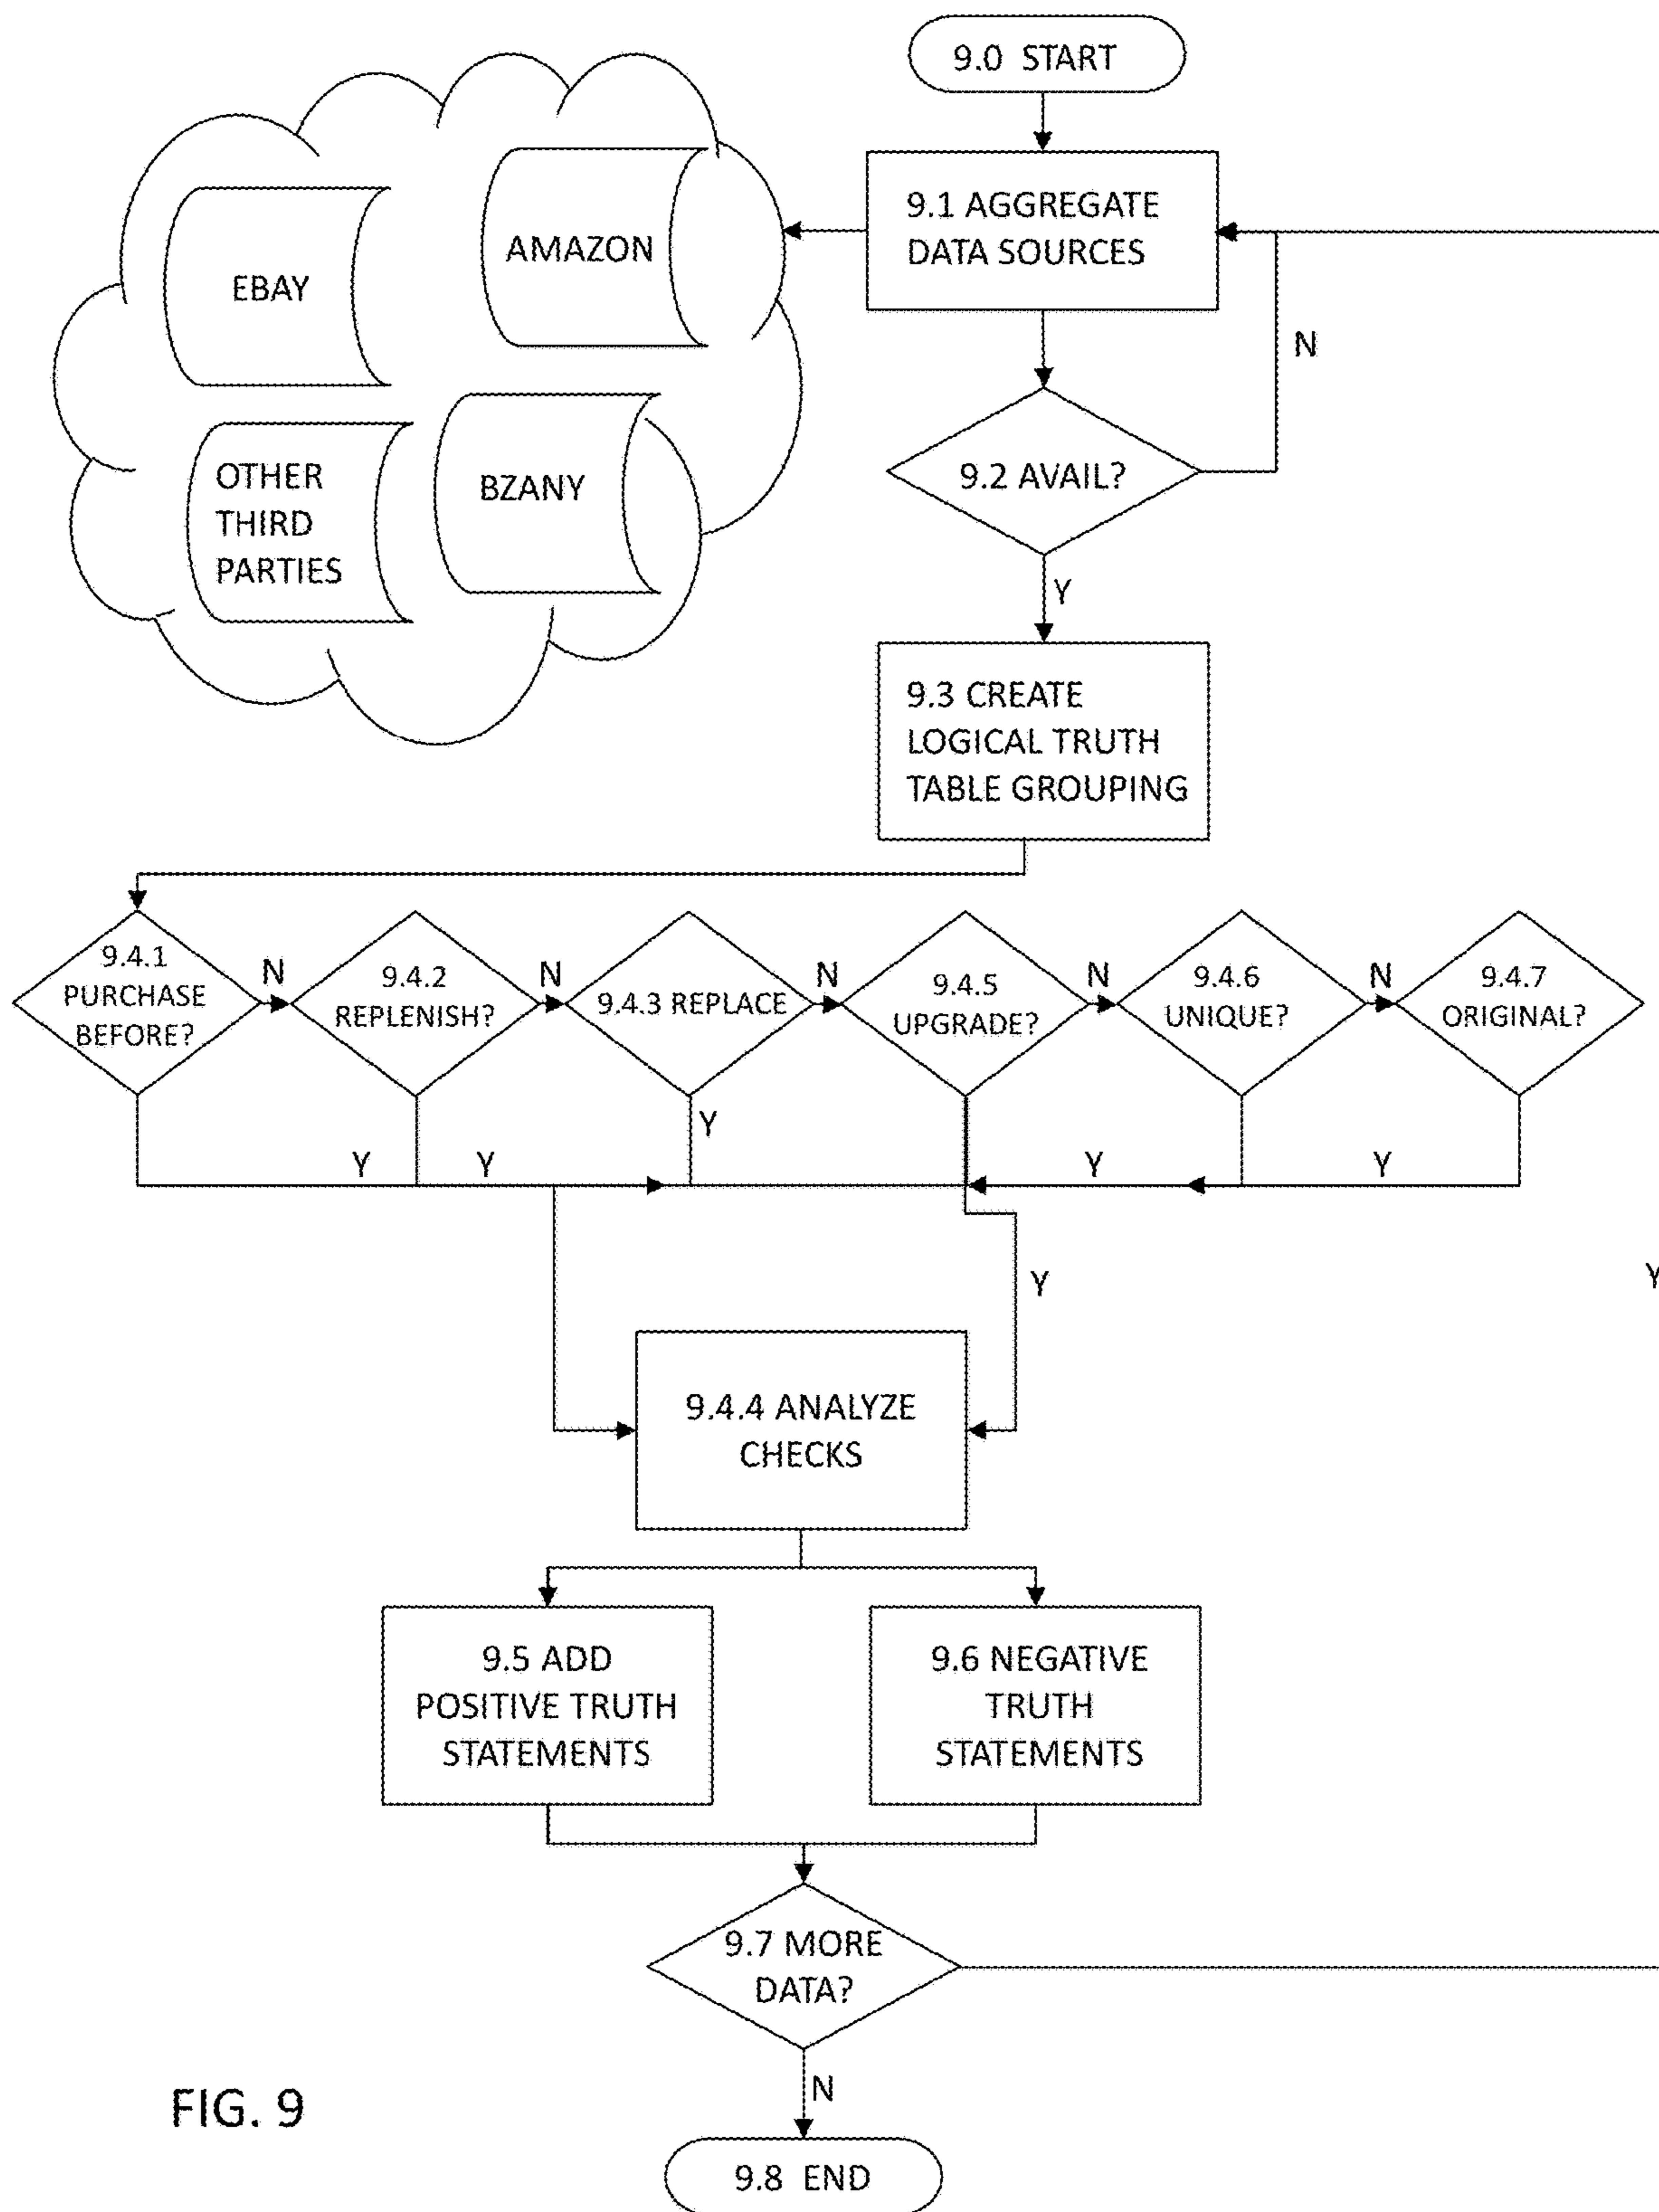 9.0 START
9.1 AGGREGATE
DATA SOURCES
EBAY
AMAZON
OTHER
THIRD
PARTIES
BZANY
N
9.2 AVAIL?
Y
9.3 CREATE
LOGICAL TRUTH
TABLE GROUPING
9.4.1
PURCHASE
BEFORE?
N
9.4.2
REPLENISH?
N
9.4.3 REPLACE
N
9.4.5
UPGRADE?
N
9.4.6
UNIQUE?
N
9.4.7
ORIGINAL?
Y
Y
Y
Y
Y
Y
Y
9.4.4 ANALYZE
CHECKS
9.5 ADD
POSITIVE TRUTH
STATEMENTS
9.6 NEGATIVE
TRUTH
STATEMENTS
9.7 MORE
DATA?
N
FIG. 9
9.8 END